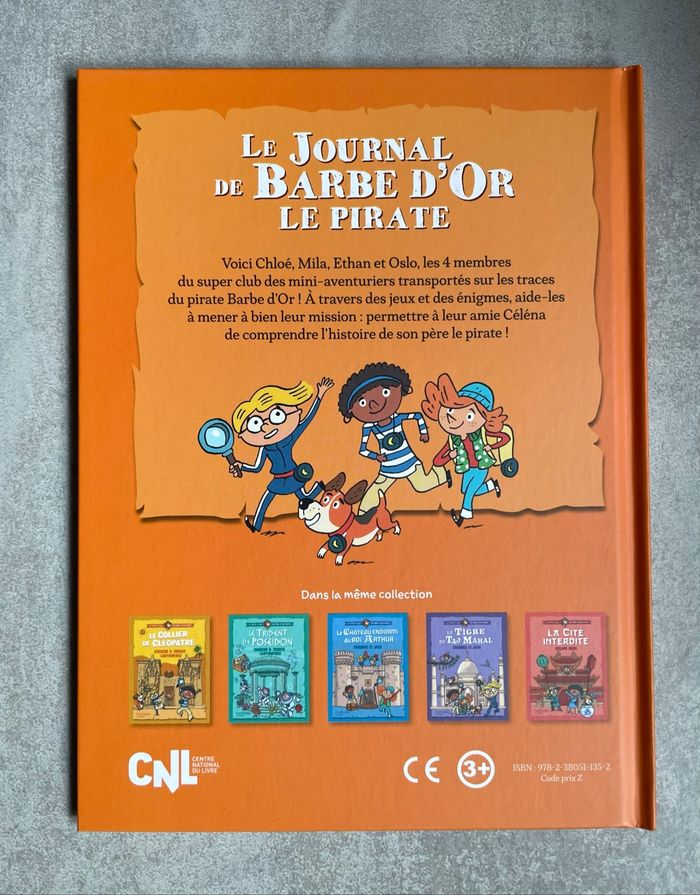 LE JOURNAL
DE BARBE D'OR
LE PIRATE
Voici Chloé, Mila, Ethan et Oslo, les 4 membres
du super club des mini-aventuriers transportés sur les traces
du pirate Barbe d'Or ! À travers des jeux et des énigmes, aide-les
à mener à bien leur mission : permettre à leur amie Céléna
de comprendre l'histoire de son père le pirate !
Dans la même collection
LE COLLIER
DE CLÉOPÂTRE
LE TRIDENT
DE POSÉIDON
LE CHÂTEAU ENDORMI
DU ROI ARTHUR
LE TIGRE
DU TAJ MAHAL
LA CITÉ
INTERDITE
CNL CENTRE
NATIONAL
DU LIVRE
CE
3+
ISBN : 978-2-38051-135-2
Code prix Z